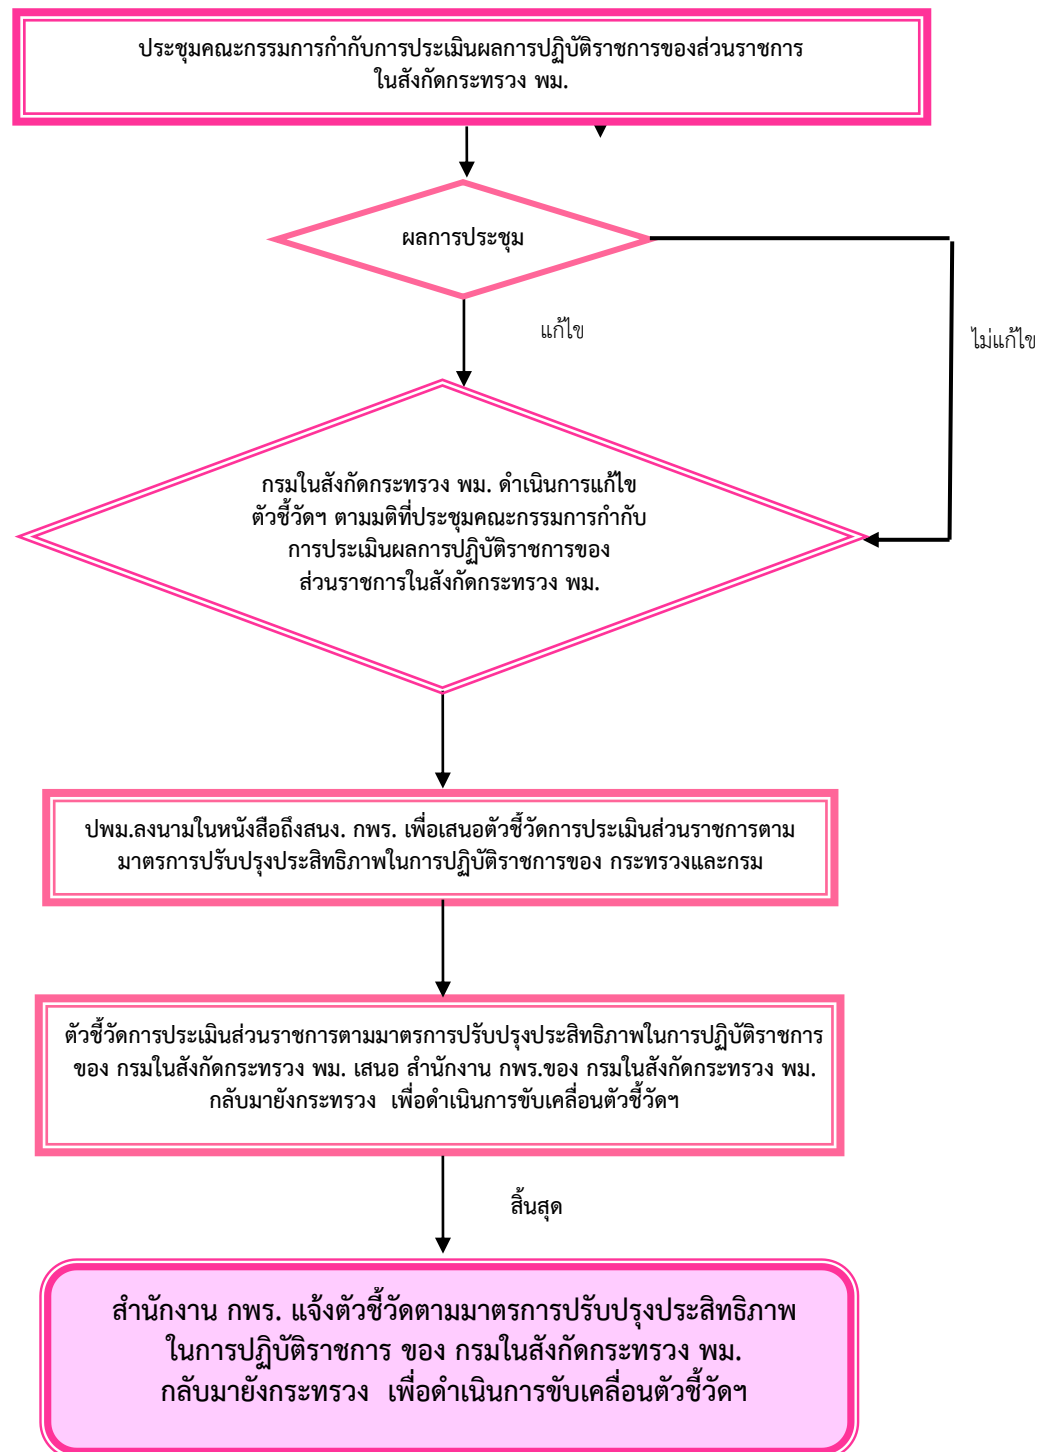 ประชุมคณะกรรมการกำกับการประเมินผลการปฏิบัติราชการของส่วนราชการ
ในสังกัดกระทรวง พม.
ผลการประชุม
แก้ไข
ไม่แก้ไข
กรมในสังกัดกระทรวง พม. ดำเนินการแก้ไข
ตัวชี้วัดฯ ตามมติที่ประชุมคณะกรรมการกำกับ
การประเมินผลการปฏิบัติราชการของ
ส่วนราชการในสังกัดกระทรวง พม.
ปพม.ลงนามในหนังสือถึงสนง. กพร. เพื่อเสนอตัวชี้วัดการประเมินส่วนราชการตาม
มาตรการปรับปรุงประสิทธิภาพในการปฏิบัติราชการของ กระทรวงและกรม
ตัวชี้วัดการประเมินส่วนราชการตามมาตรการปรับปรุงประสิทธิภาพในการปฏิบัติราชการ
ของ กรมในสังกัดกระทรวง พม. เสนอ สำนักงาน กพร.ของ กรมในสังกัดกระทรวง พม.
กลับมายังกระทรวง เพื่อดำเนินการขับเคลื่อนตัวชี้วัดฯ
สิ้นสุด
สำนักงาน กพร. แจ้งตัวชี้วัดตามมาตรการปรับปรุงประสิทธิภาพ
ในการปฏิบัติราชการ ของ กรมในสังกัดกระทรวง พม.
กลับมายังกระทรวง เพื่อดำเนินการขับเคลื่อนตัวชี้วัดฯ